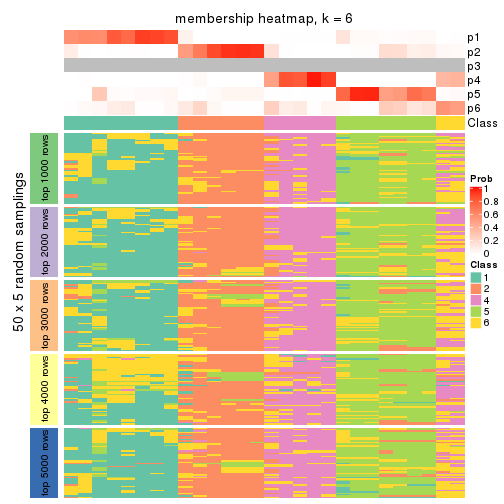 membership heatmap, k = 6
p1
p2
p3
p4
p5
p6
Class
50 x 5 random samplings
top 1000 rows
top 2000 rows
top 3000 rows
top 4000 rows
top 5000 rows
Prob
1
0.8
0.6
0.4
0.2
0
Class
1
2
4
5
6